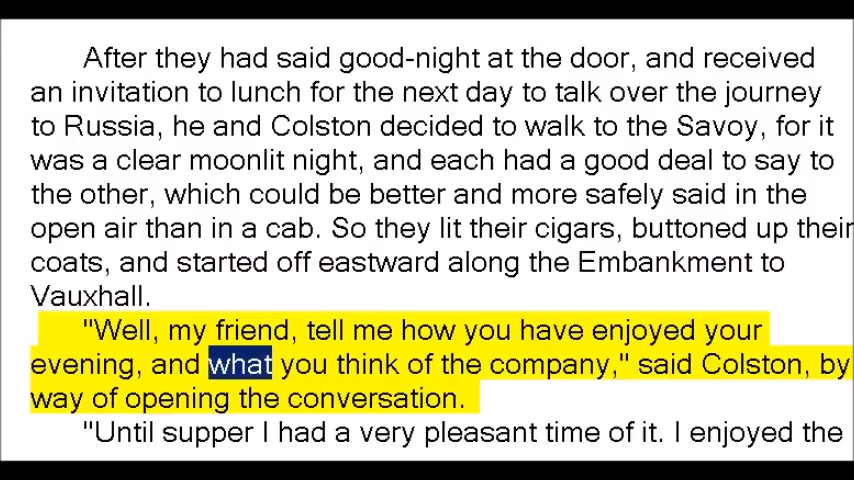 After they had said good-night at the door, and received
an invitation to lunch for the next day to talk over the journey
to Russia, he and Colston decided to walk to the Savoy, for it
was a clear moonlit night, and each had a good deal to say to
the other, which could be better and more safely said in the
open air than in a cab. So they lit their cigars, buttoned up their
coats, and started off eastward along the Embankment to
Vauxhall.
"Well, my friend, tell me how you have enjoyed your
evening, and what you think of the company," said Colston, by
way of opening the conversation.
"Until supper I had a very pleasant time of it. I enjoyed the